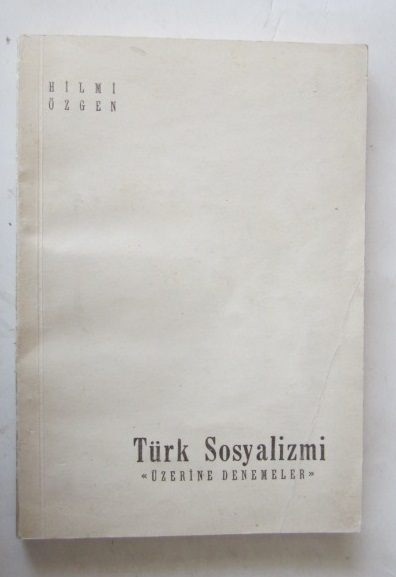 HİLMİ
ÖZGEN
Türk Sosyalizmi
«ÜZERİNE DENEMELER»